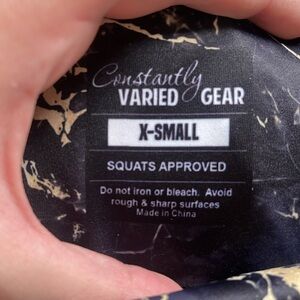 Constantly
VARIED GEAR
X-SMALL
SQUATS APPROVED
Do not iron or bleach. Avoid
rough & sharp surfaces
Made in China